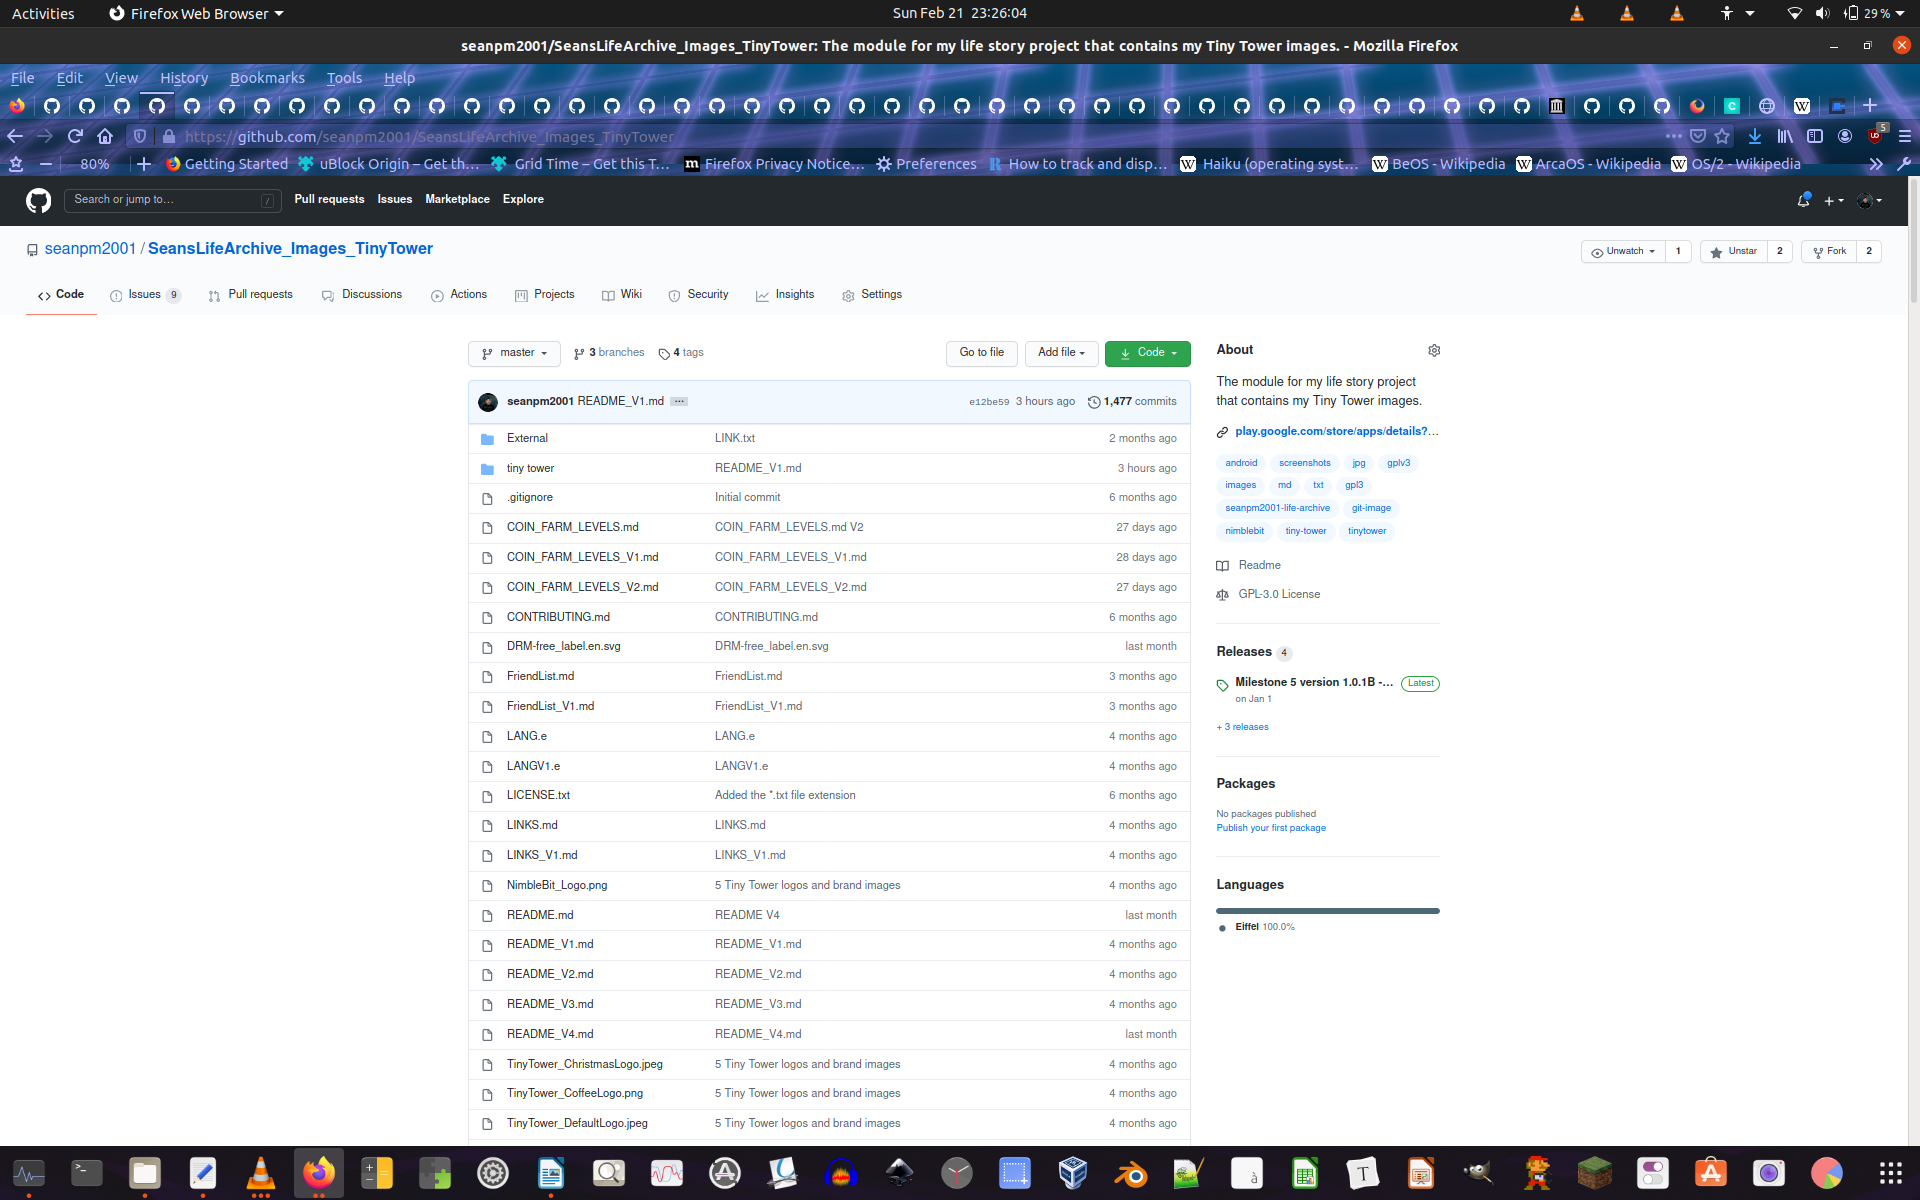 Activities Firefox Web Browser Sun Feb 21 23:26:04 29 %
seanpm2001/SeansLifeArchive_Images_TinyTower: The module for my life story project that contains my Tiny Tower images. - Mozilla Firefox
File Edit View History Bookmarks Tools Help
https://github.com/seanpm2001/SeansLifeArchive_Images_TinyTower 5
80% Getting Started uBlock Origin – Get th… Grid Time – Get this T… Firefox Privacy Notice… Preferences How to track and disp… Haiku (operating syst… BeOS - Wikipedia ArcaOS - Wikipedia OS/2 - Wikipedia
Search or jump to… / Pull requests Issues Marketplace Explore
seanpm2001 / SeansLifeArchive_Images_TinyTower Unwatch 1 Unstar 2 Fork 2
Code Issues 9 Pull requests Discussions Actions Projects Wiki Security Insights Settings
master 3 branches 4 tags Go to file Add file Code
seanpm2001 README_V1.md ... e12be59 3 hours ago 1,477 commits
External LINK.txt 2 months ago
tiny tower README_V1.md 3 hours ago
.gitignore Initial commit 6 months ago
COIN_FARM_LEVELS.md COIN_FARM_LEVELS.md V2 27 days ago
COIN_FARM_LEVELS_V1.md COIN_FARM_LEVELS_V1.md 28 days ago
COIN_FARM_LEVELS_V2.md COIN_FARM_LEVELS_V2.md 27 days ago
CONTRIBUTING.md CONTRIBUTING.md 6 months ago
DRM-free_label.en.svg DRM-free_label.en.svg last month
FriendList.md FriendList.md 3 months ago
FriendList_V1.md FriendList_V1.md 3 months ago
LANG.e LANG.e 4 months ago
LANGV1.e LANGV1.e 4 months ago
LICENSE.txt Added the *.txt file extension 6 months ago
LINKS.md LINKS.md 4 months ago
LINKS_V1.md LINKS_V1.md 4 months ago
NimbleBit_Logo.png 5 Tiny Tower logos and brand images 4 months ago
README.md README V4 last month
README_V1.md README_V1.md 4 months ago
README_V2.md README_V2.md 4 months ago
README_V3.md README_V3.md 4 months ago
README_V4.md README_V4.md last month
TinyTower_ChristmasLogo.jpeg 5 Tiny Tower logos and brand images 4 months ago
TinyTower_CoffeeLogo.png 5 Tiny Tower logos and brand images 4 months ago
TinyTower_DefaultLogo.jpeg 5 Tiny Tower logos and brand images 4 months ago
About
The module for my life story project
that contains my Tiny Tower images.
play.google.com/store/apps/details?…
android screenshots jpg gplv3
images md txt gpl3
seanpm2001-life-archive git-image
nimblebit tiny-tower tinytower
Readme
GPL-3.0 License
Releases 4
Milestone 5 version 1.0.1B -… Latest
on Jan 1
+ 3 releases
Packages
No packages published
Publish your first package
Languages
Eiffel 100.0%